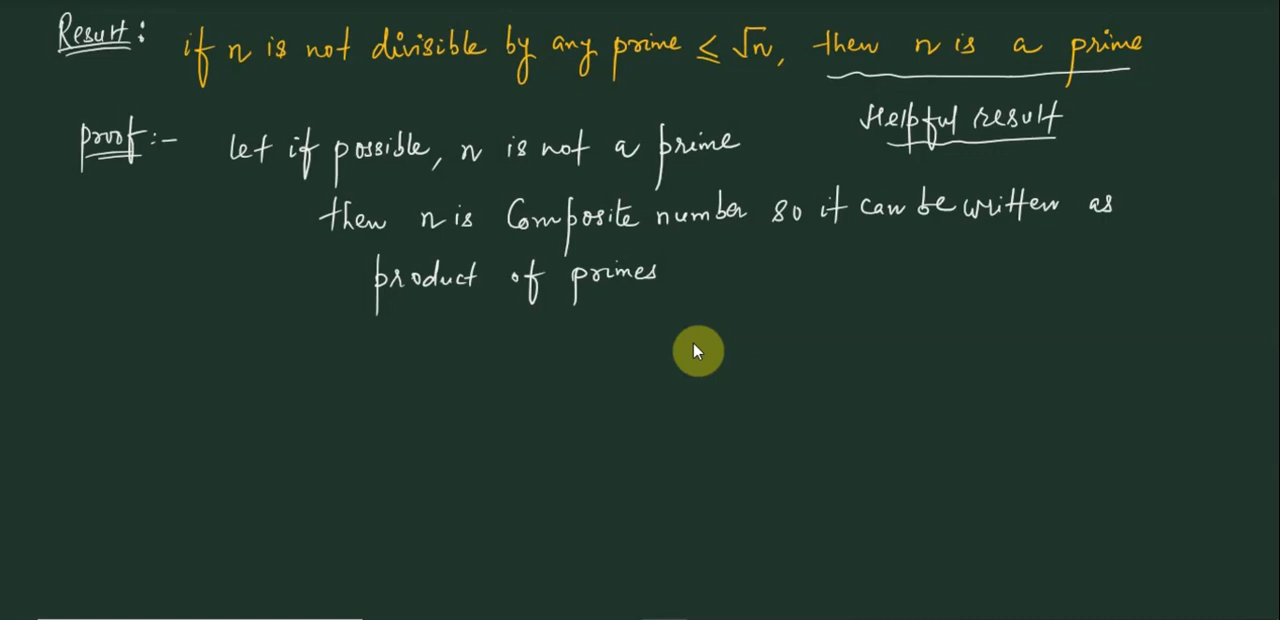 Result: if n is not divisible by any prime ≤ √n, then n is a prime
Helpful result
proof:- let if possible, n is not a prime
then n is Composite number so it can be written as
product of primes